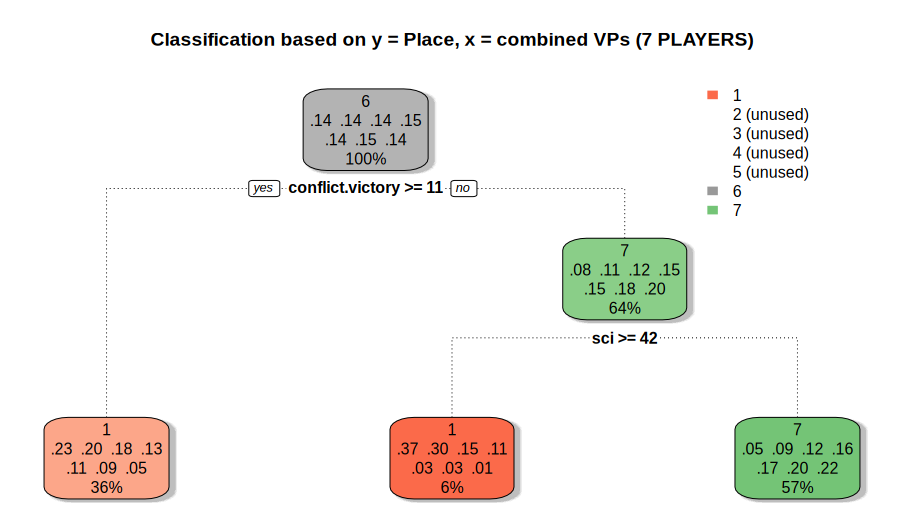 Classification based on y = Place, x = combined VPs (7 PLAYERS)
1
2 (unused)
3 (unused)
4 (unused)
5 (unused)
6
7
6
.14 .14 .14 .15
.14 .15 .14
100%
yes conflict.victory >= 11 no
7
.08 .11 .12 .15
.15 .18 .20
64%
sci >= 42
1
.23 .20 .18 .13
.11 .09 .05
36%
1
.37 .30 .15 .11
.03 .03 .01
6%
7
.05 .09 .12 .16
.17 .20 .22
57%